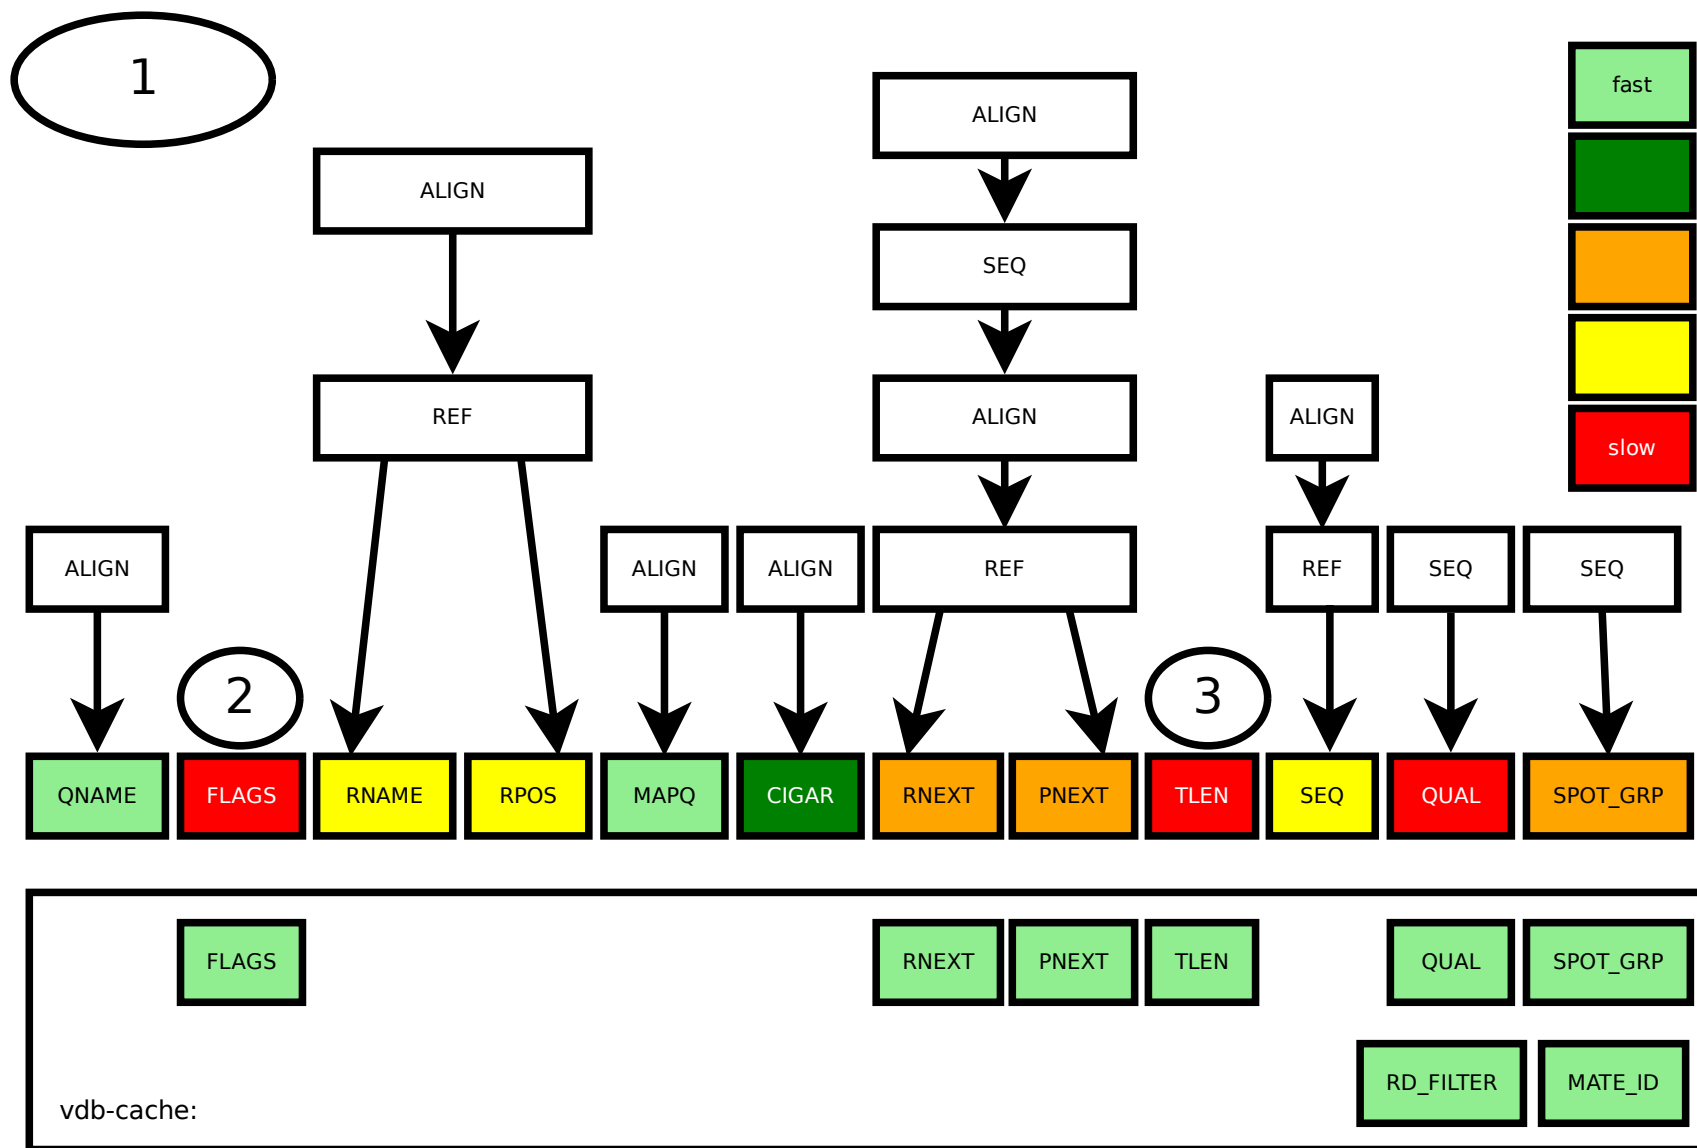 1
fast
ALIGN
ALIGN
SEQ
REF
ALIGN
ALIGN
slow
ALIGN
ALIGN
ALIGN
REF
REF
SEQ
SEQ
2
3
QNAME
FLAGS
RNAME
RPOS
MAPQ
CIGAR
RNEXT
PNEXT
TLEN
SEQ
QUAL
SPOT_GRP
FLAGS
RNEXT
PNEXT
TLEN
QUAL
SPOT_GRP
RD_FILTER
MATE_ID
vdb-cache: